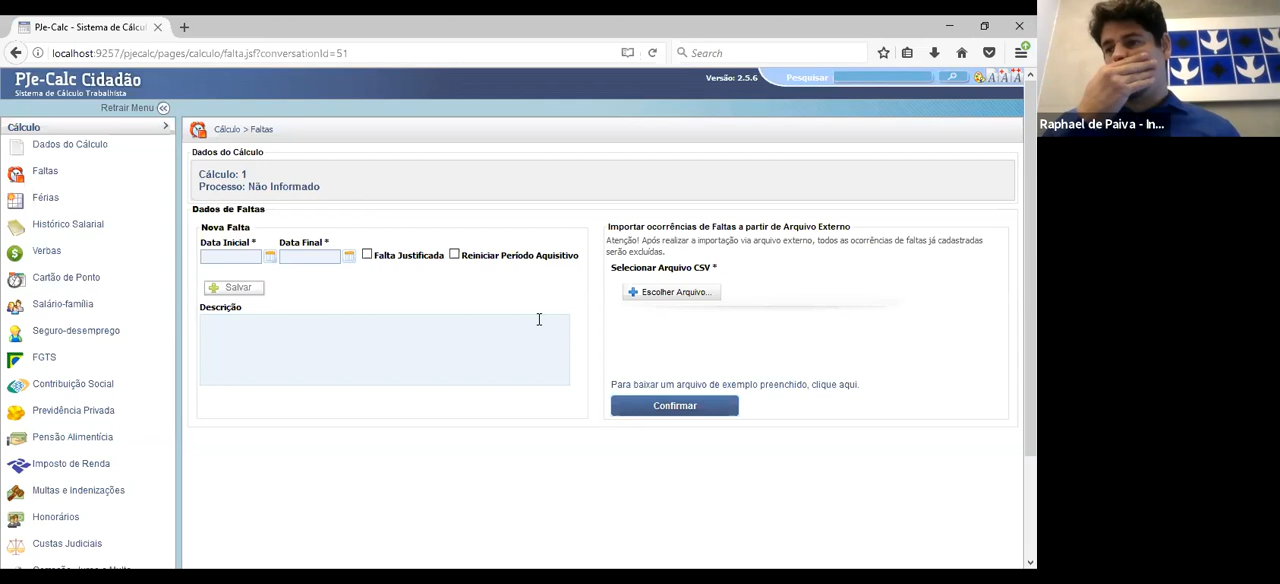 PJe-Calc - Sistema de Cálcu
localhost:9257/pjecalc/pages/calculo/falta.jsf?conversationId=51
Search
PJe-Calc Cidadão
Sistema de Cálculo Trabalhista
Versão: 2.5.6
Pesquisar
Retrair Menu
Cálculo
Dados do Cálculo
Faltas
Férias
Histórico Salarial
Verbas
Cartão de Ponto
Salário-família
Seguro-desemprego
FGTS
Contribuição Social
Previdência Privada
Pensão Alimentícia
Imposto de Renda
Multas e Indenizações
Honorários
Custas Judiciais
Cálculo > Faltas
Dados do Cálculo
Cálculo: 1
Processo: Não Informado
Dados de Faltas
Nova Falta
Data Inicial * Data Final *
Falta Justificada Reiniciar Período Aquisitivo
Salvar
Descrição
Importar ocorrências de Faltas a partir de Arquivo Externo
Atenção! Após realizar a importação via arquivo externo, todos as ocorrências de faltas já cadastradas
serão excluídas.
Selecionar Arquivo CSV *
Escolher Arquivo...
Para baixar um arquivo de exemplo preenchido, clique aqui.
Confirmar
Raphael de Paiva - In...